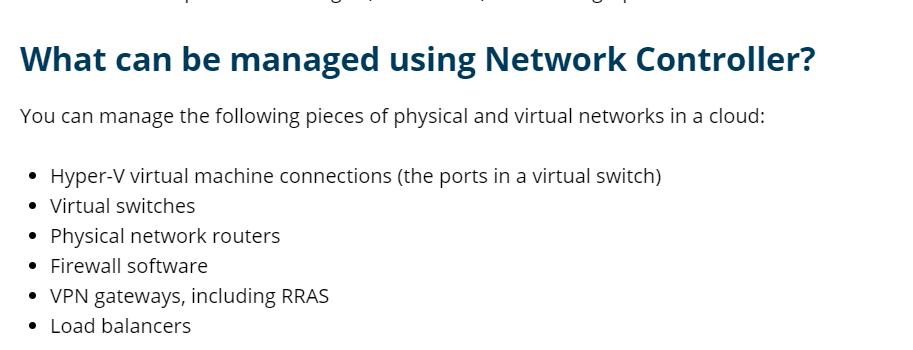 What can be managed using Network Controller?
You can manage the following pieces of physical and virtual networks in a cloud:
• Hyper-V virtual machine connections (the ports in a virtual switch)
• Virtual switches
• Physical network routers
• Firewall software
• VPN gateways, including RRAS
• Load balancers